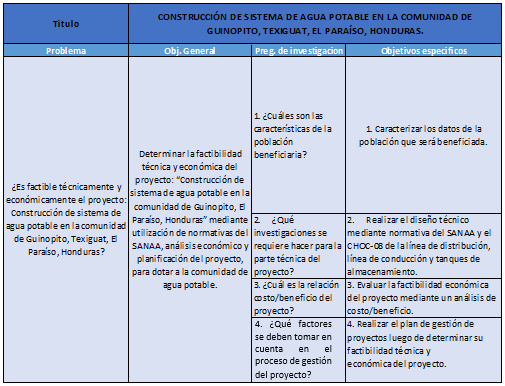 Titulo
CONSTRUCCIÓN DE SISTEMA DE AGUA POTABLE EN LA COMUNIDAD DE
GUINOPITO, TEXIGUAT, EL PARAÍSO, HONDURAS.
Problema
Obj. General
Preg. de investigacion
Objetivos especificos
¿Es factible técnicamente y
económicamente el proyecto:
Construcción de sistema de
agua potable en la comunidad
de Guinopito, Texiguat, El
Paraíso, Honduras?
Determinar la factibilidad
técnica y económica del
proyecto: “Construcción de
sistema de agua potable en la
comunidad de Guinopito, El
Paraíso, Honduras” mediante
utilización de normativas del
SANAA, análisis económico y
planificación del proyecto,
para dotar a la comunidad de
agua potable.
1. ¿Cuáles son las
características de la
población
beneficiaria?
1. Caracterizar los datos de la
población que será beneficiada.
2. ¿Qué
investigaciones se
requiere hacer para la
parte técnica del
proyecto?
2. Realizar el diseño técnico
mediante normativa del SANAA y el
CHOC-08 de la línea de distribución,
línea de conducción y tanques de
almacenamiento.
3. ¿Cuál es la relación
costo/beneficio del
proyecto?
3. Evaluar la factibilidad económica
del proyecto mediante un análisis de
costo/beneficio.
4. ¿Qué factores
se deben tomar en
cuenta en el
proceso de gestión
del proyecto?
4. Realizar el plan de gestión de
proyectos luego de determinar su
factibilidad técnica y
económica del proyecto.